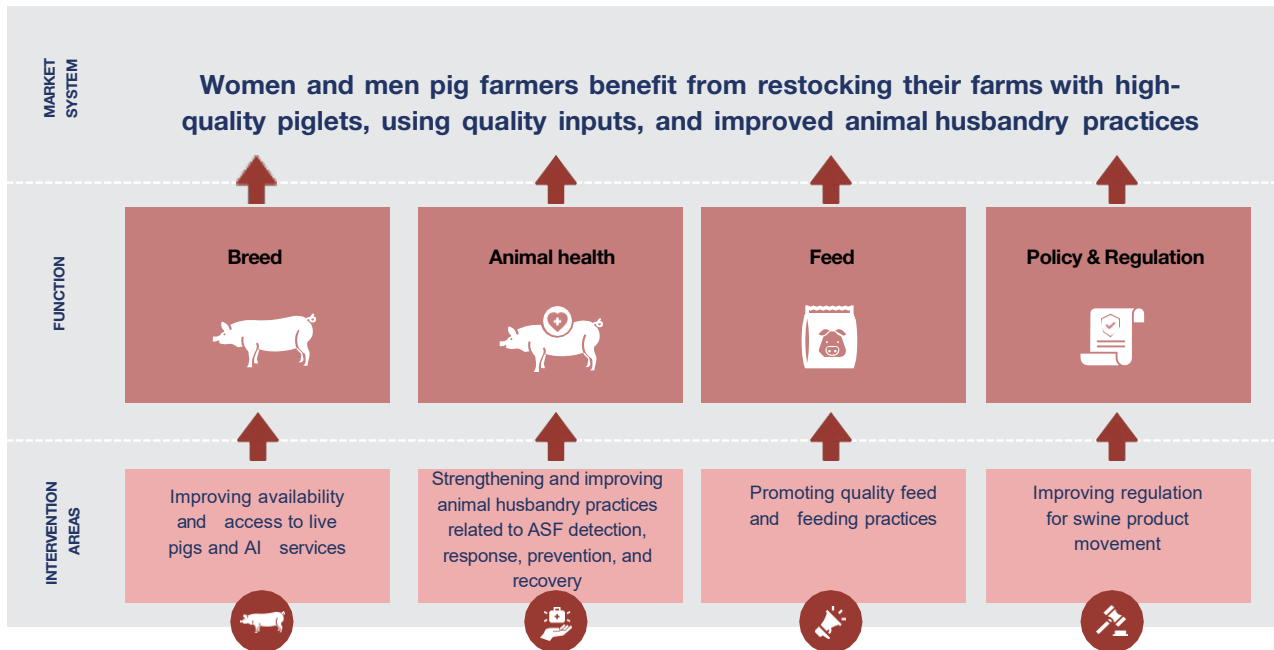 MARKET
SYSTEM
Women and men pig farmers benefit from restocking their farms with high-
quality piglets, using quality inputs, and improved animal husbandry practices
FUNCTION
Breed
Animal health
Feed
Policy & Regulation
INTERVENTION
AREAS
Improving availability
and access to live
pigs and AI services
Strengthening and improving
animal husbandry practices
related to ASF detection,
response, prevention, and
recovery
Promoting quality feed
and feeding practices
Improving regulation
for swine product
movement